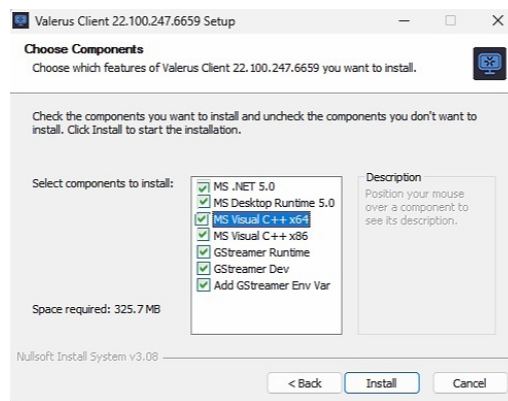 Valerus Client 22.100.247.6659 Setup
Choose Components
Choose which features of Valerus Client 22.100.247.6659 you want to install.
Check the components you want to install and uncheck the components you don't want to
install. Click Install to start the installation.
Select components to install:
MS .NET 5.0
MS Desktop Runtime 5.0
MS Visual C++ x64
MS Visual C++ x86
GStreamer Runtime
GStreamer Dev
Add GStreamer Env Var
Description
Position your mouse
over a component to
see its description.
Space required: 325.7 MB
Nullsoft Install System v3.08
< Back
Install
Cancel